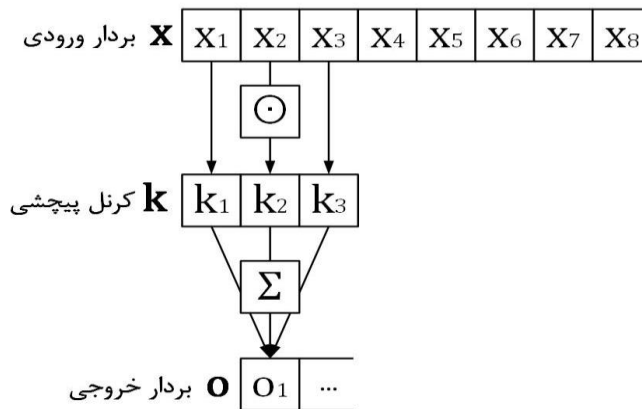 بردار ورودی x x1 x2 x3 x4 x5 x6 x7 x8
⊙
کرنل پیچشی k k1 k2 k3
Σ
بردار خروجی o o1 ...